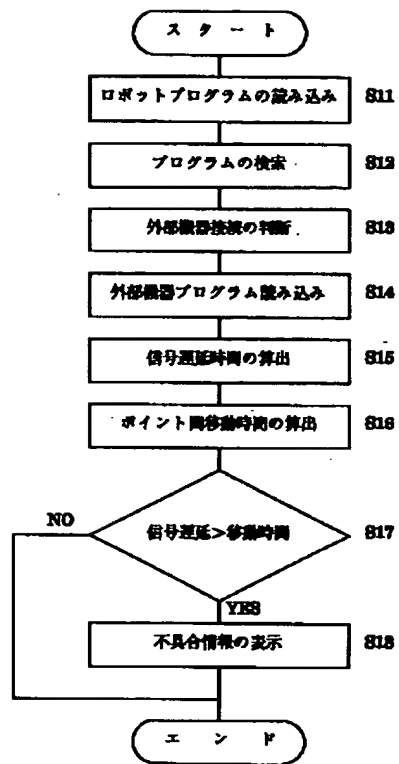 スタート
ロボットプログラムの読み込み S11
プログラムの検索 S12
外部機器接続の判断 S13
外部機器プログラム読み込み S14
信号遅延時間の算出 S15
ポイント間移動時間の算出 S16
信号遅延>移動時間 S17
NO
YES
不具合情報の表示 S18
エンド